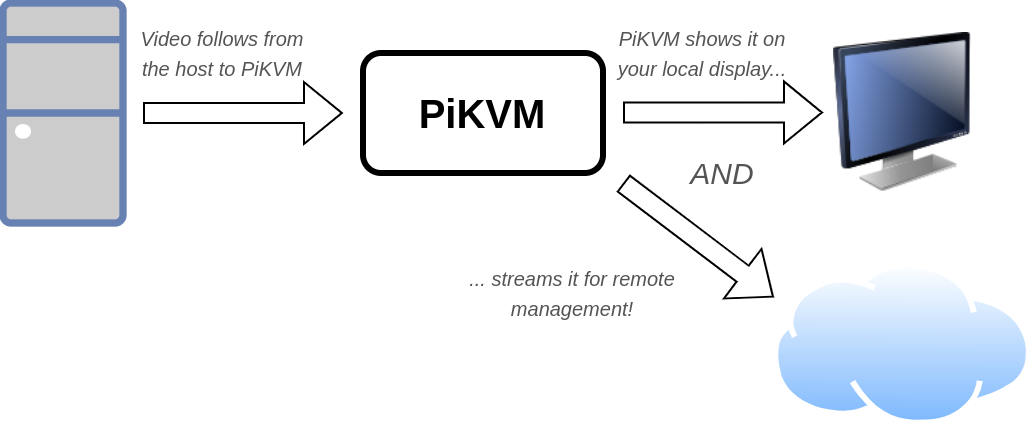 Video follows from
the host to PiKVM
PiKVM
PiKVM shows it on
your local display...
AND
... streams it for remote
management!